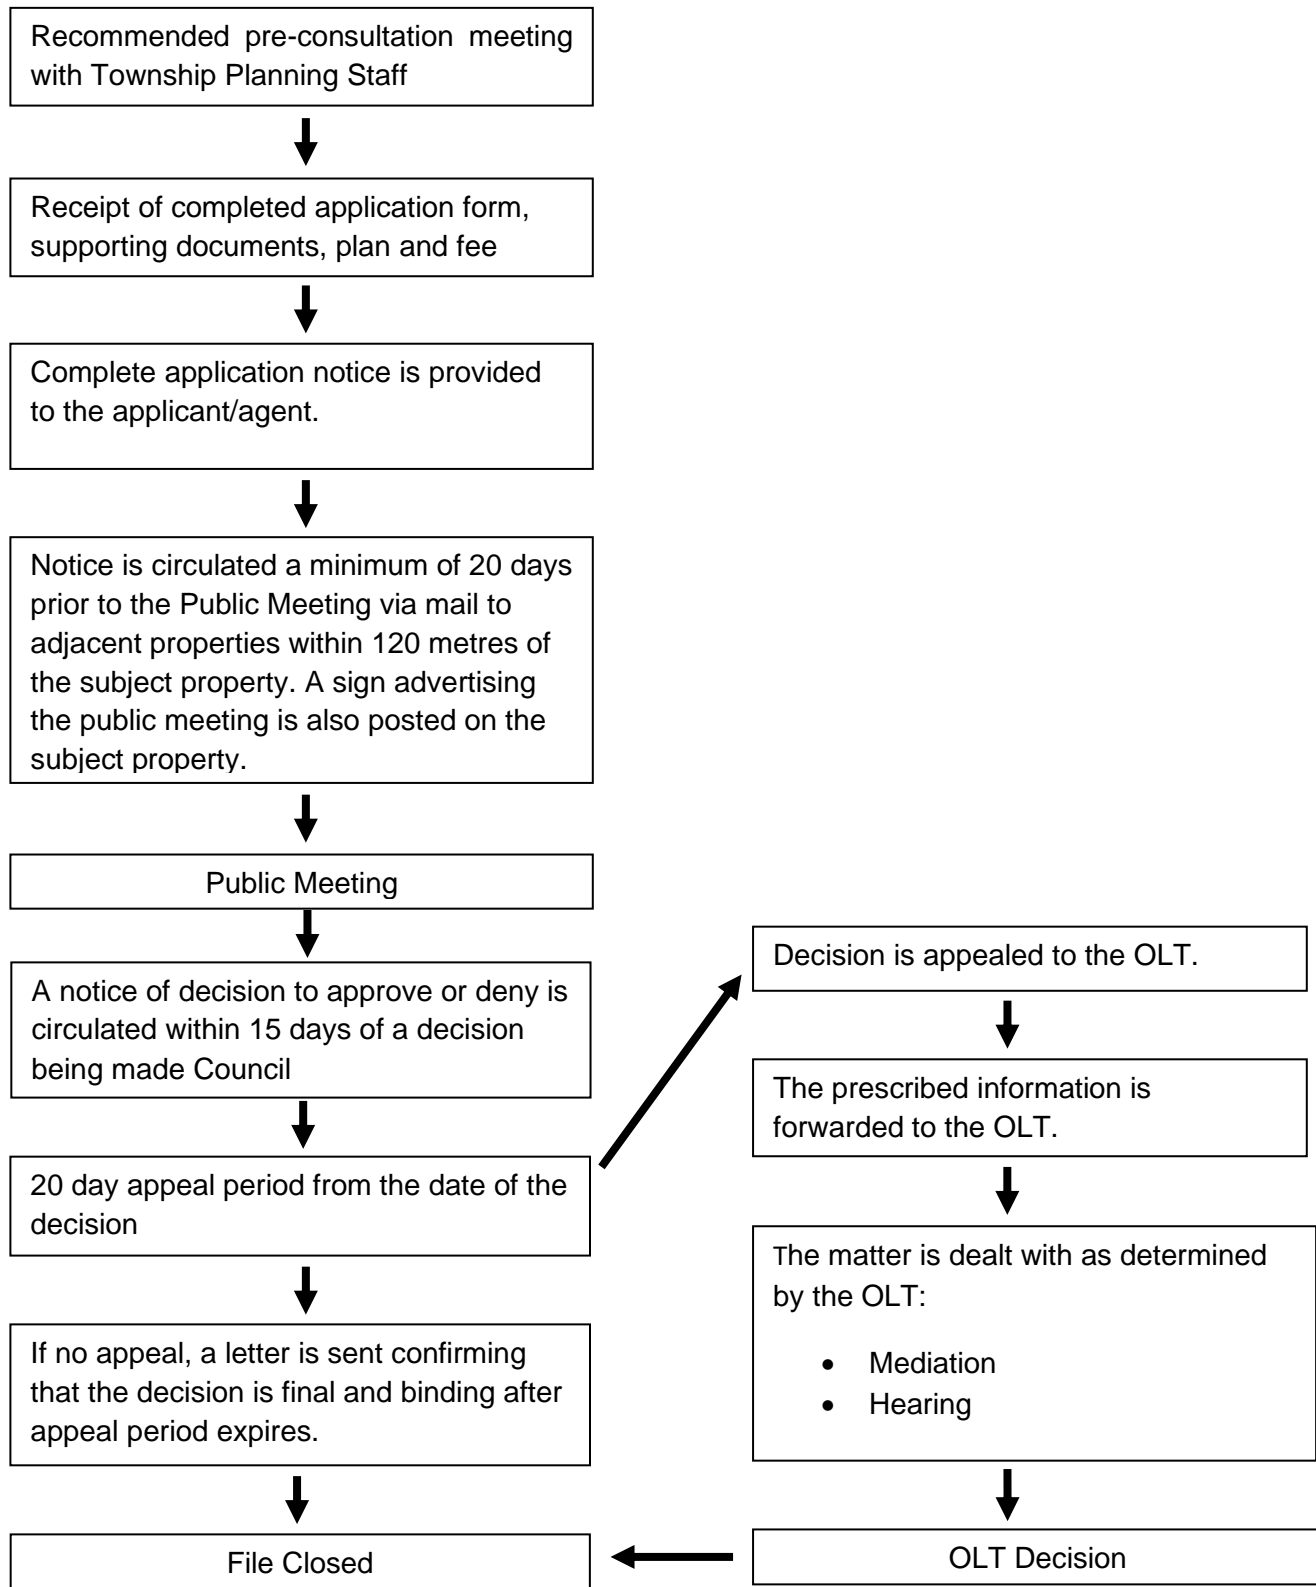 Recommended pre-consultation meeting
with Township Planning Staff
Receipt of completed application form,
supporting documents, plan and fee
Complete application notice is provided
to the applicant/agent.
Notice is circulated a minimum of 20 days
prior to the Public Meeting via mail to
adjacent properties within 120 metres of
the subject property. A sign advertising
the public meeting is also posted on the
subject property.
Public Meeting
A notice of decision to approve or deny is
circulated within 15 days of a decision
being made Council
20 day appeal period from the date of the
decision
If no appeal, a letter is sent confirming
that the decision is final and binding after
appeal period expires.
File Closed
Decision is appealed to the OLT.
The prescribed information is
forwarded to the OLT.
The matter is dealt with as determined
by the OLT:
• Mediation
• Hearing
OLT Decision